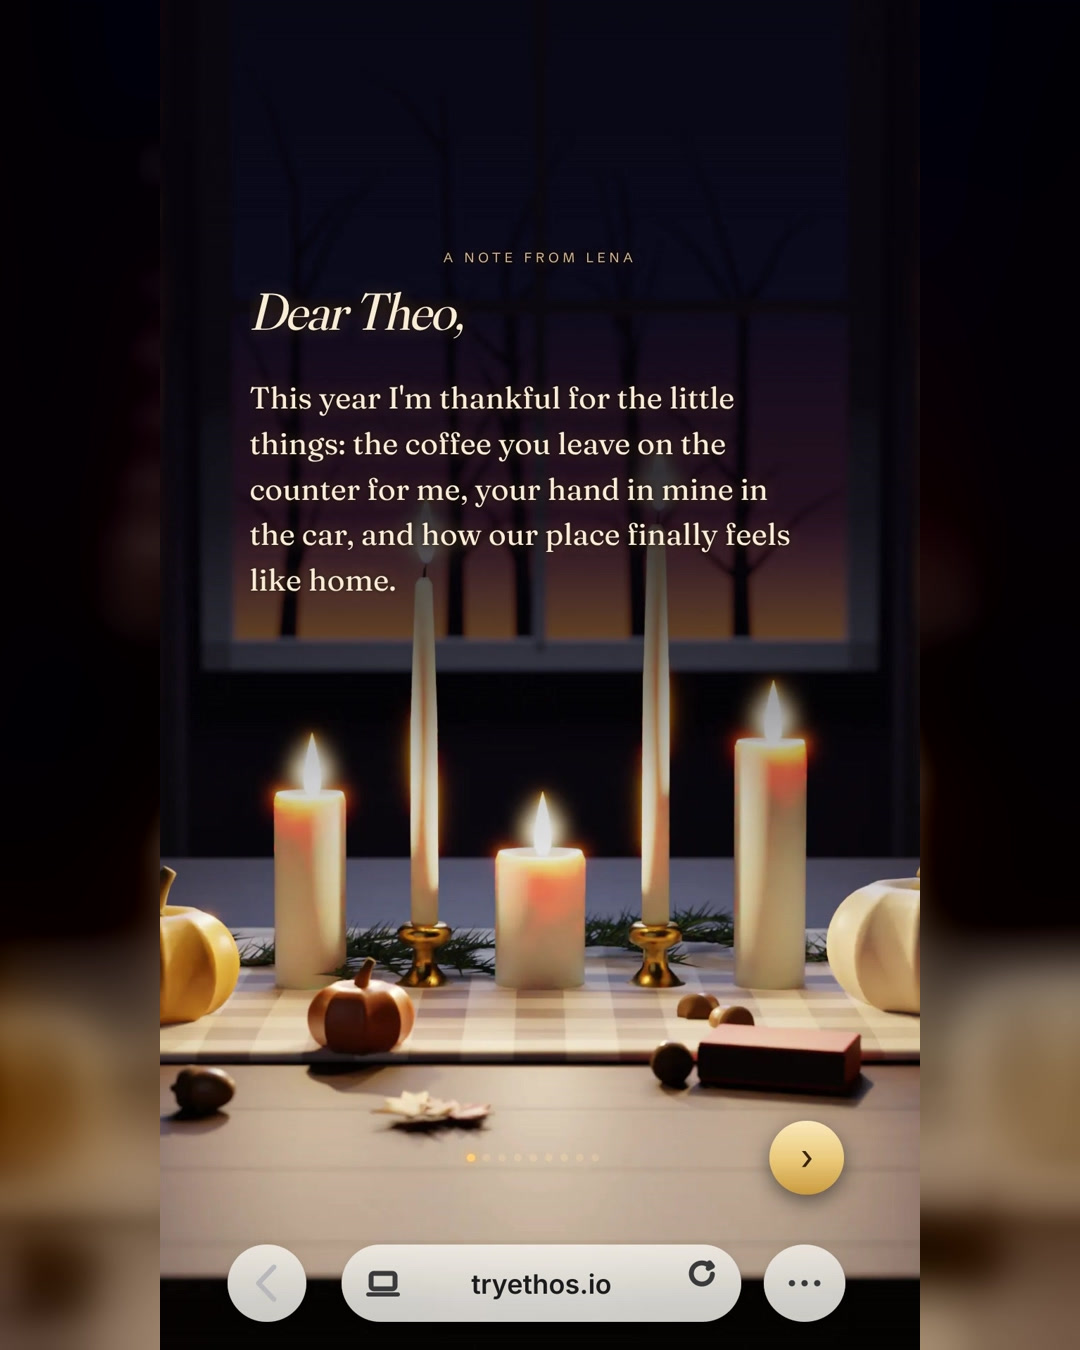 A NOTE FROM LENA
Dear Theo,
This year I'm thankful for the little
things: the coffee you leave on the
counter for me, your hand in mine in
the car, and how our place finally feels
like home.
tryethos.io